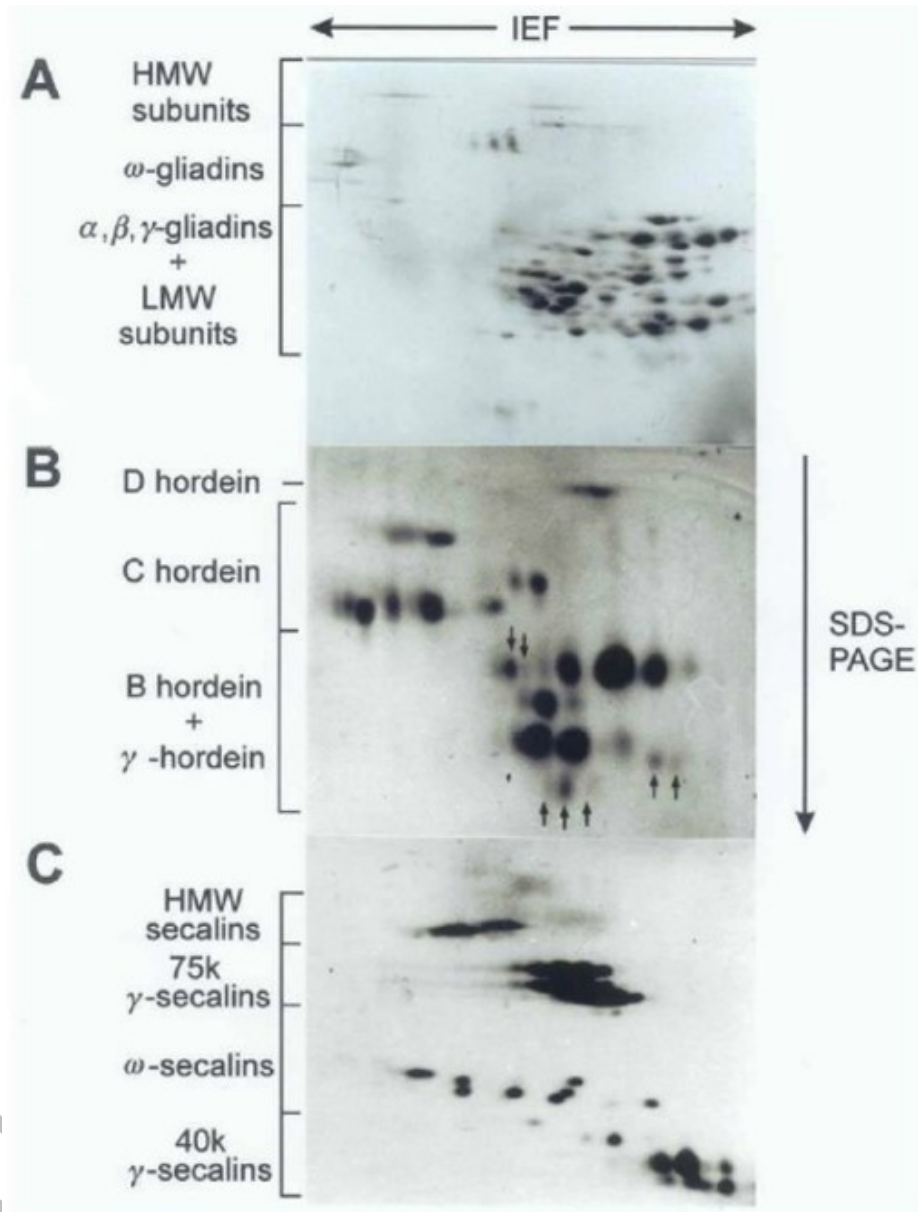 IEF
A
HMW
subunits
ω-gliadins
α,β,γ-gliadins
+
LMW
subunits
B
D hordein
C hordein
B hordein
+
γ -hordein
SDS-
PAGE
C
HMW
secalins
75k
γ-secalins
ω-secalins
40k
γ-secalins